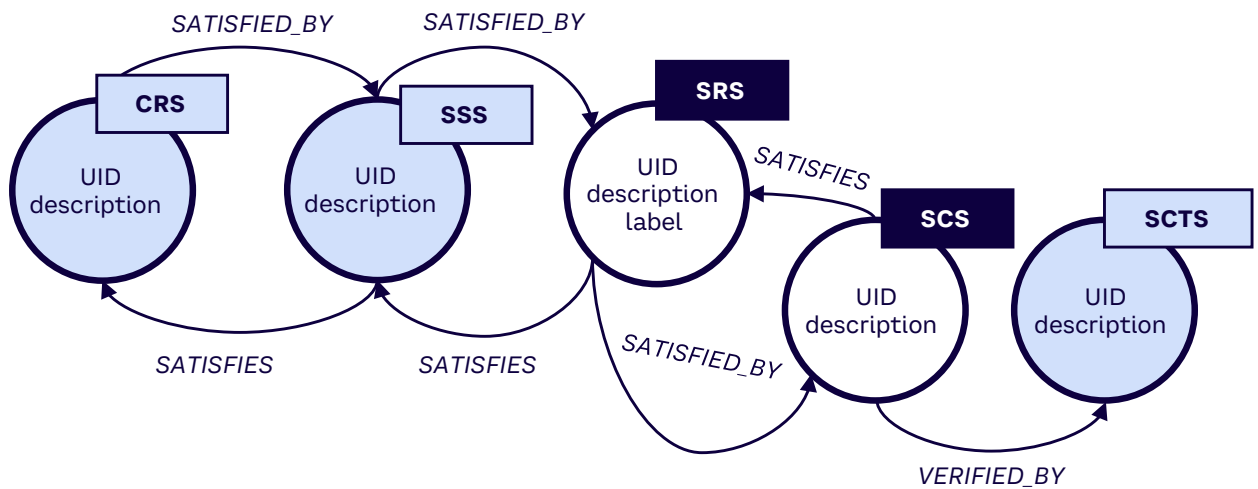 SATISFIED_BY
SATISFIED_BY
CRS
UID
description
SSS
UID
description
SRS
UID
description
label
SATISFIES
SCS
UID
description
SCTS
UID
description
SATISFIES
SATISFIES
SATISFIED_BY
VERIFIED_BY